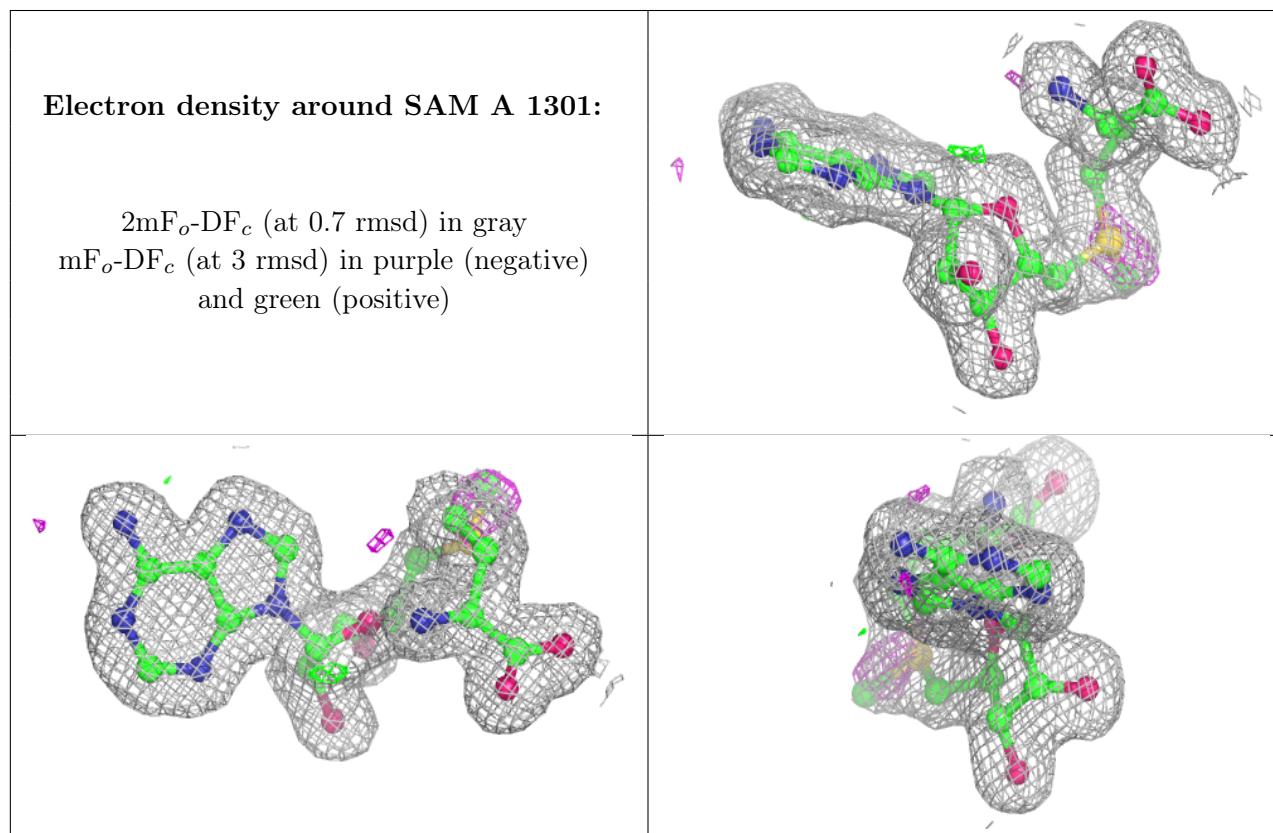 Electron density around SAM A 1301:
2mFo-DFc (at 0.7 rmsd) in gray
mFo-DFc (at 3 rmsd) in purple (negative)
and green (positive)